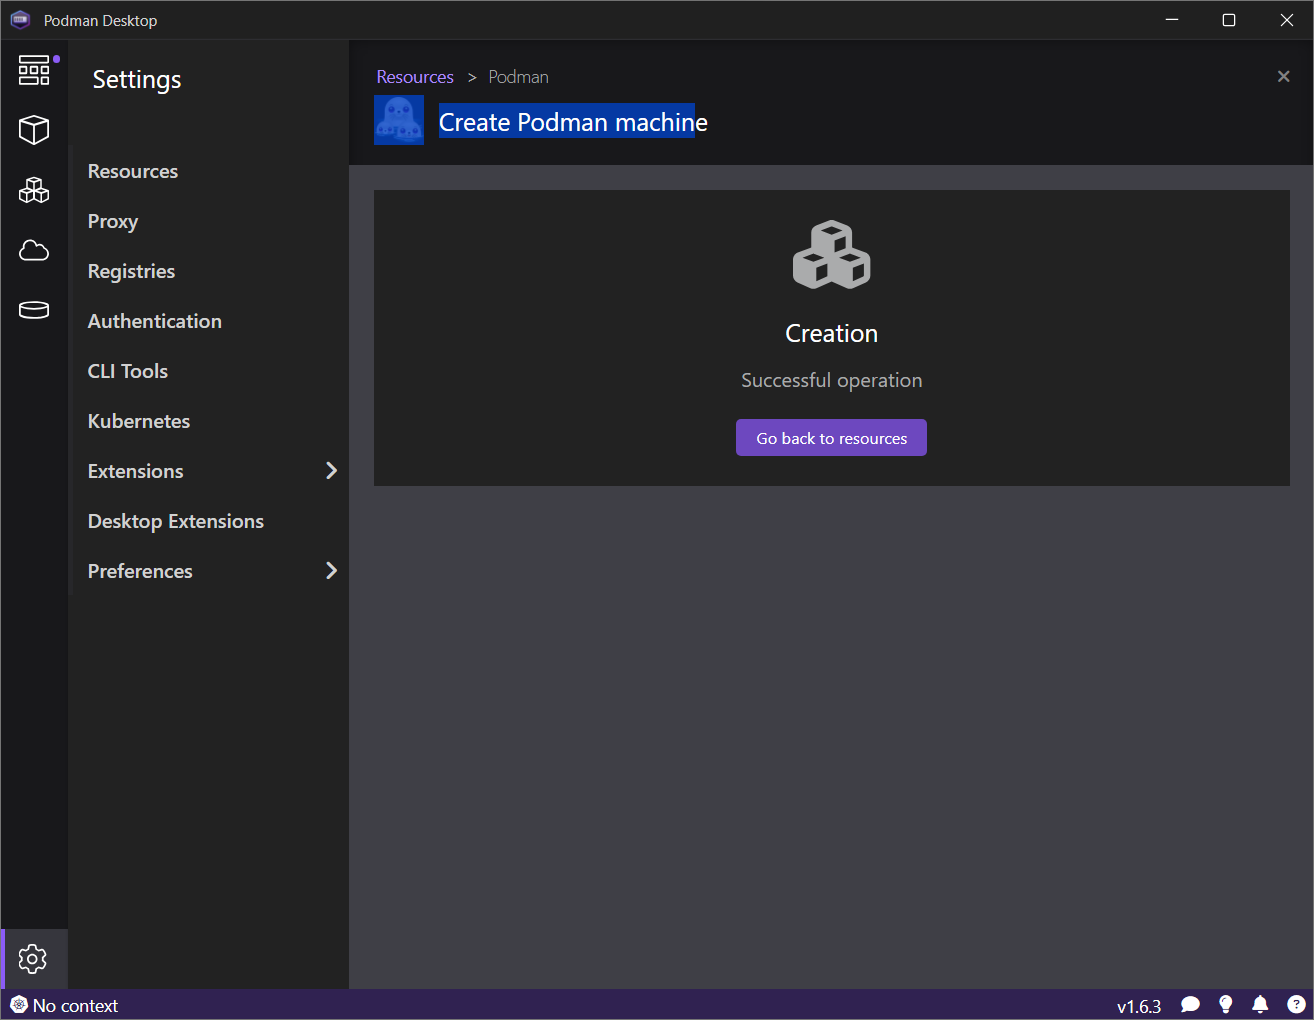 Podman Desktop
Settings
Resources
Proxy
Registries
Authentication
CLI Tools
Kubernetes
Extensions
Desktop Extensions
Preferences
Resources > Podman
Create Podman machine
Creation
Successful operation
Go back to resources
No context
v1.6.3